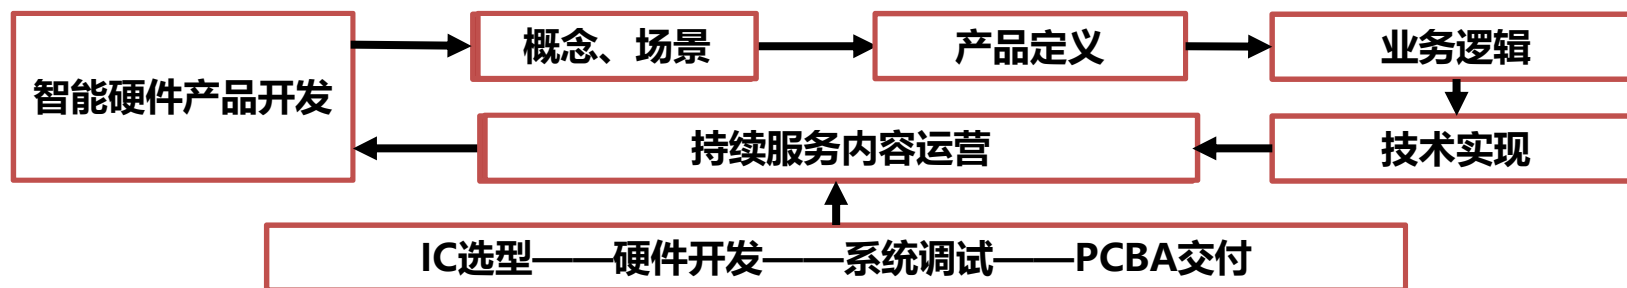 智能硬件产品开发
概念、场景
产品定义
业务逻辑
持续服务内容运营
技术实现
IC选型——硬件开发——系统调试——PCBA交付